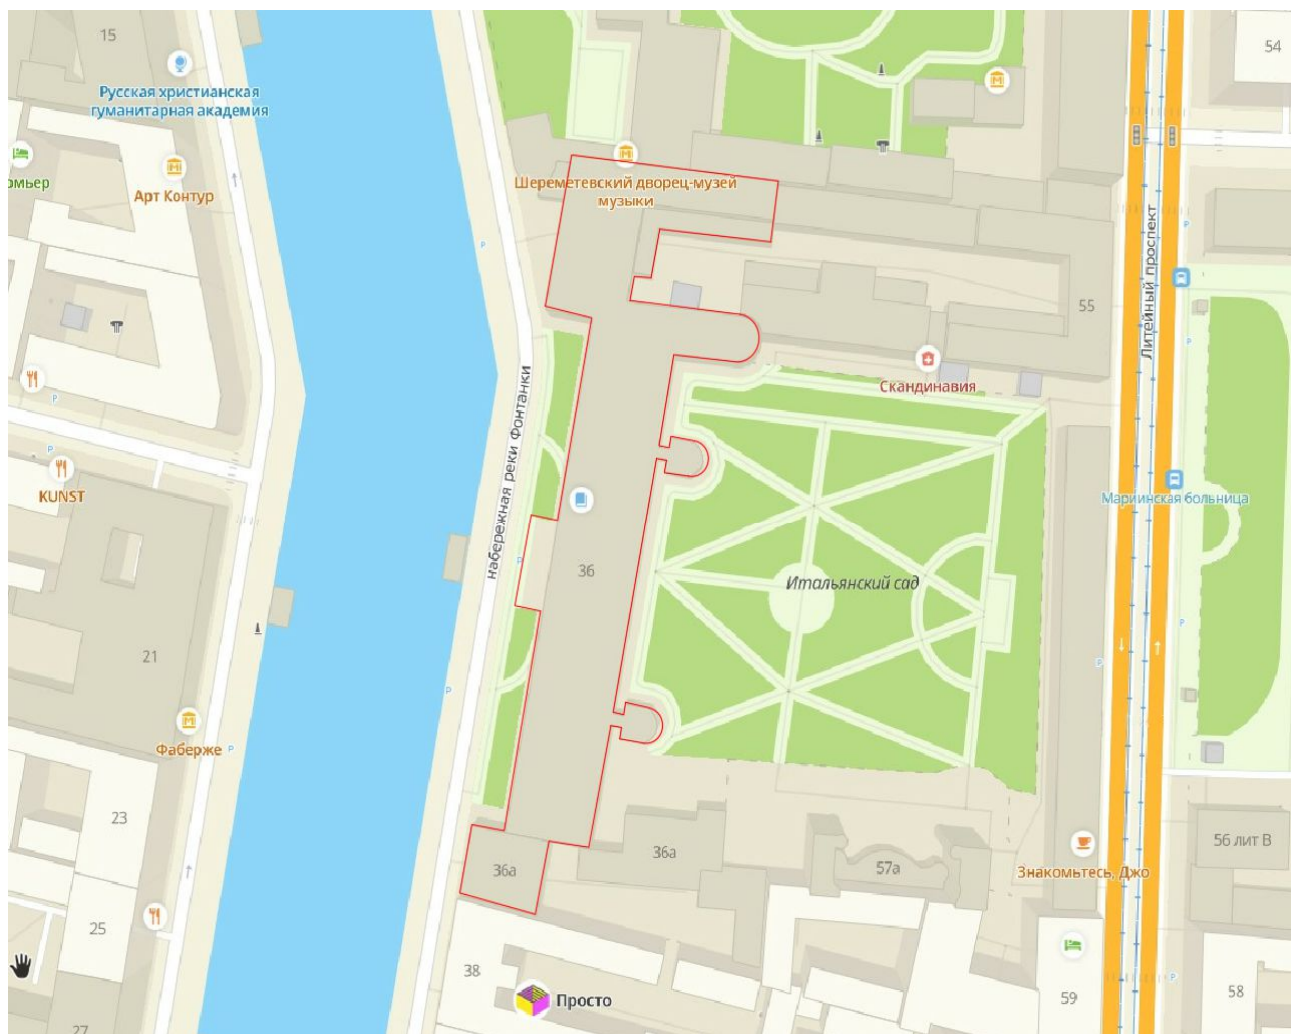 15
54
Русская христианская
гуманитарная академия
Арт Контур
омьер
Шереметевский дворец-музей
музыки
P
P
55
Литейный проспект
P
P
Скандинавия
набережная реки Фонтанки
P
KUNST
Мариинская больница
36
P
Итальянский сад
21
P
P
P
P
Фаберже
P
23
36а
36а
57а
56 лит В
Знакомьтесь, Джо
25
38
Просто
59
P
58
27